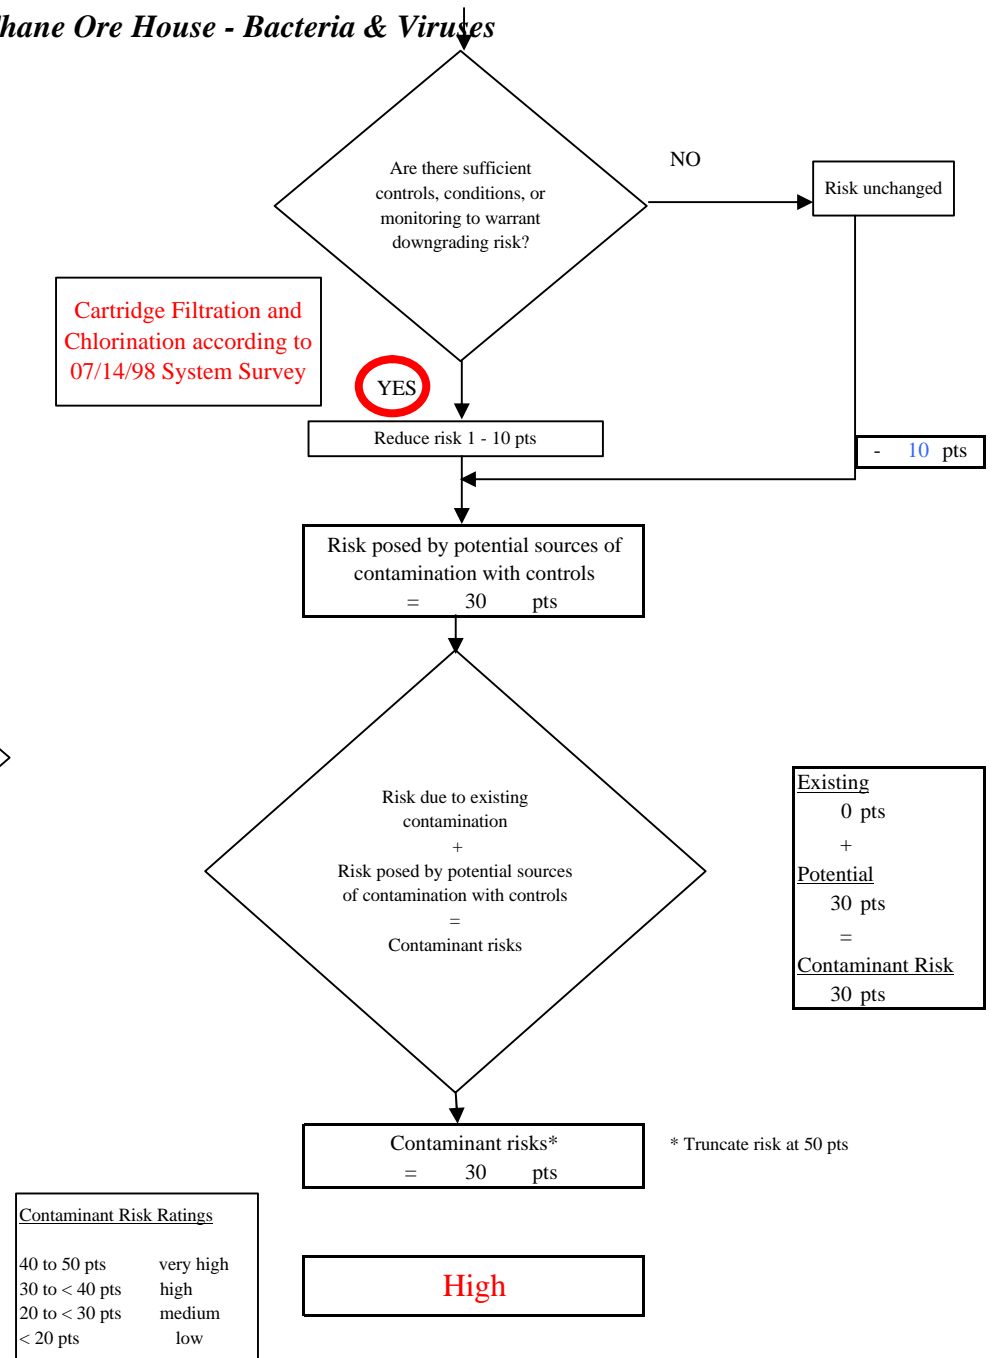 hane Ore House - Bacteria & Viruses
Are there sufficient
controls, conditions, or
monitoring to warrant
downgrading risk?
NO
Risk unchanged
Cartridge Filtration and
Chlorination according to
07/14/98 System Survey
YES
Reduce risk 1 - 10 pts
- 10 pts
Risk posed by potential sources of
contamination with controls
= 30 pts
Risk due to existing
contamination
+
Risk posed by potential sources
of contamination with controls
=
Contaminant risks
Existing
0 pts
+
Potential
30 pts
=
Contaminant Risk
30 pts
Contaminant risks*
= 30 pts
* Truncate risk at 50 pts
Contaminant Risk Ratings
40 to 50 pts very high
30 to < 40 pts high
20 to < 30 pts medium
< 20 pts low
High